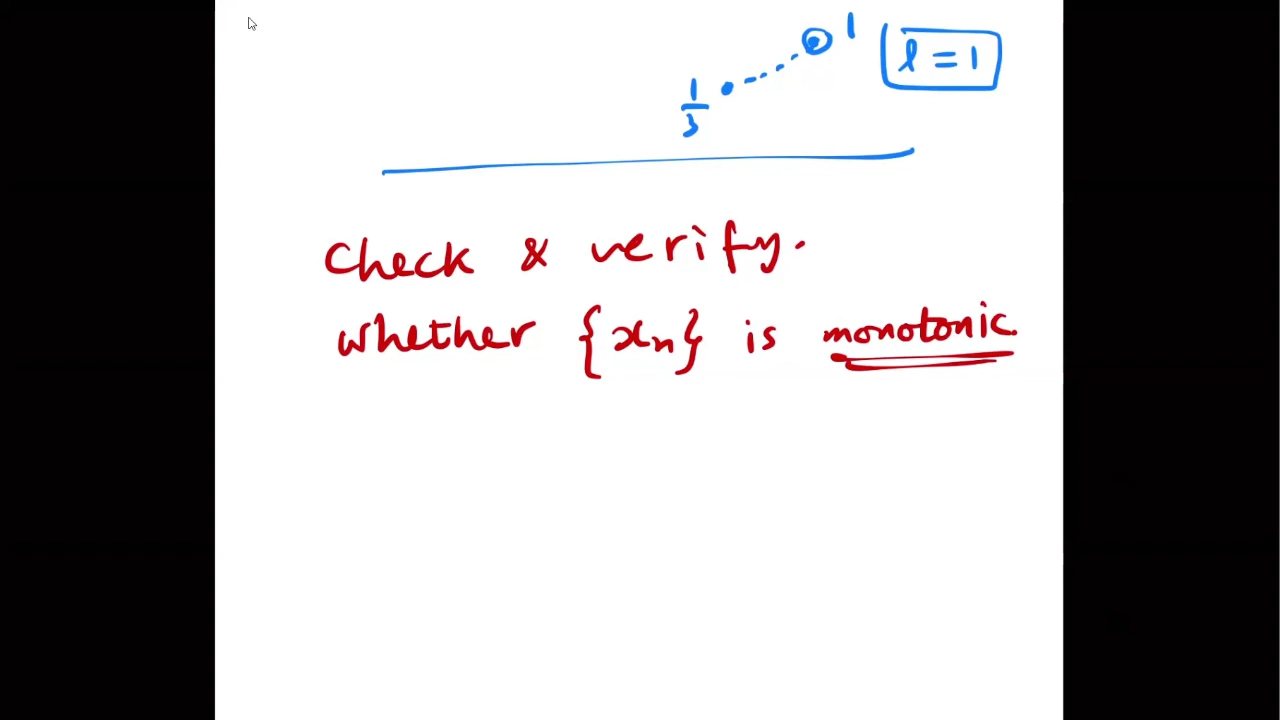 1
l = 1
1/3
Check & verify.
whether {xn} is monotonic.